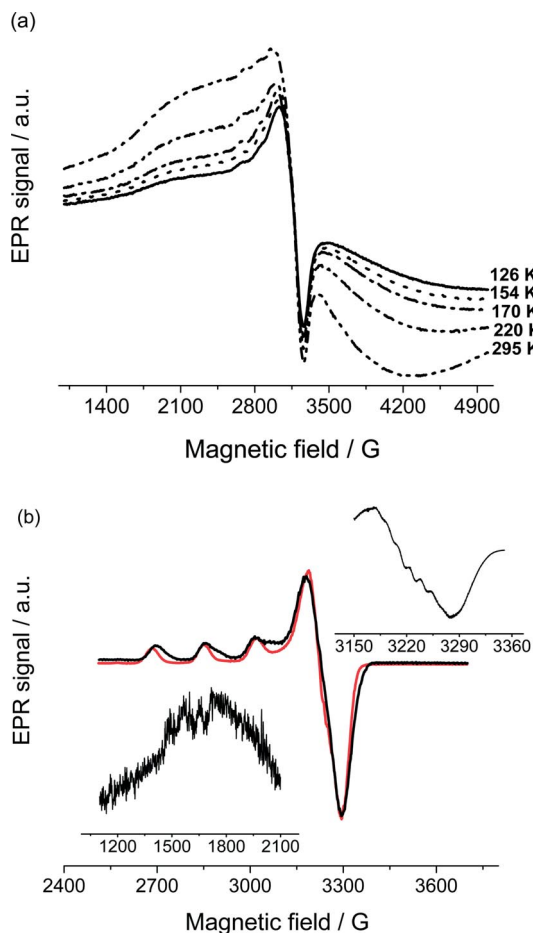 (a)
EPR signal / a.u.
126 K
154 K
170 K
220 K
295 K
1400 2100 2800 3500 4200 4900
Magnetic field / G
(b)
EPR signal / a.u.
3150 3220 3290 3360
1200 1500 1800 2100
2400 2700 3000 3300 3600
Magnetic field / G